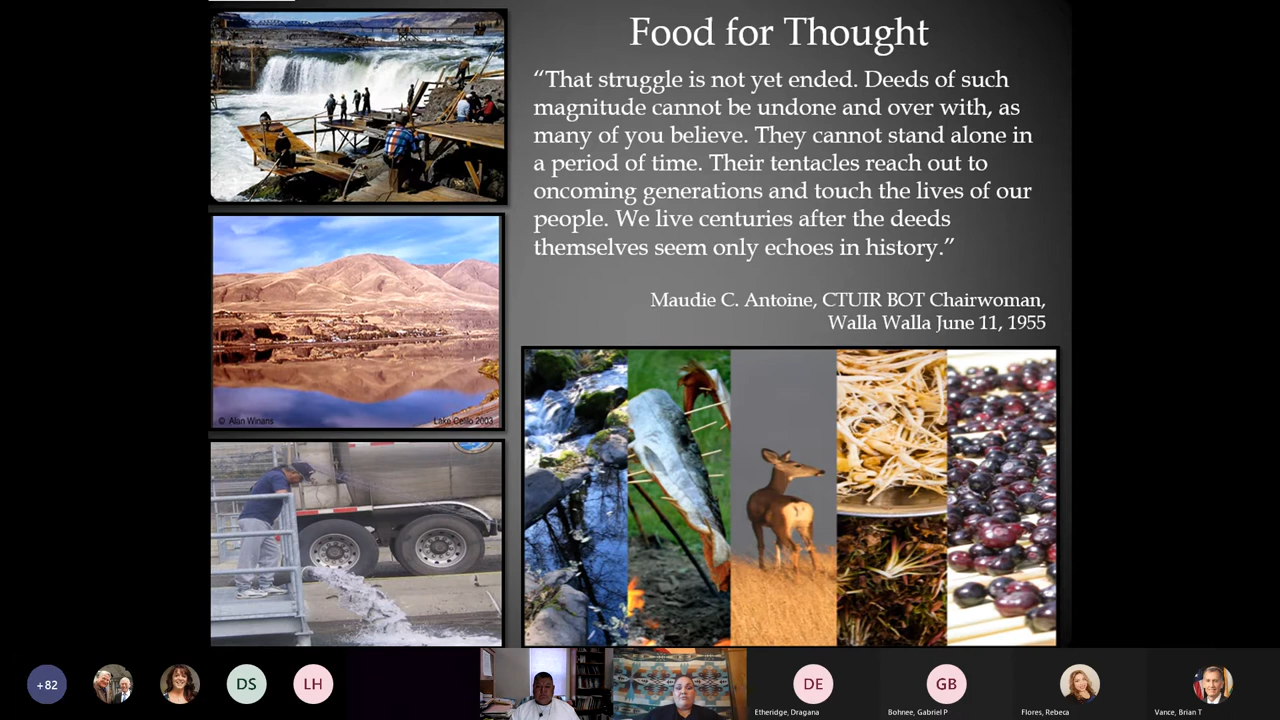 Food for Thought
“That struggle is not yet ended. Deeds of such
magnitude cannot be undone and over with, as
many of you believe. They cannot stand alone in
a period of time. Their tentacles reach out to
oncoming generations and touch the lives of our
people. We live centuries after the deeds
themselves seem only echoes in history.”
Maudie C. Antoine, CTUIR BOT Chairwoman,
Walla Walla June 11, 1955
© Alan Winans
Lake Celilo 2003
+82
DS
LH
DE
GB
Etheridge, Dragana
Bohnee, Gabriel P
Flores, Rebeca
Vance, Brian T